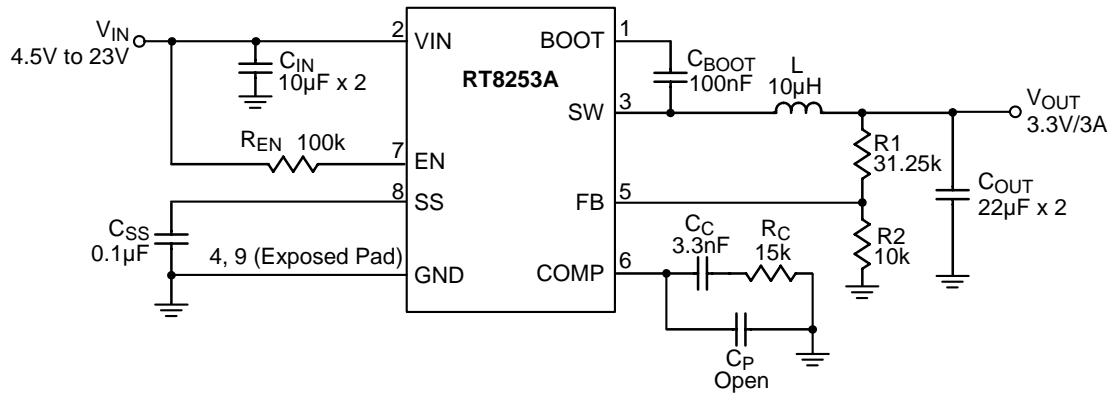 VIN
4.5V to 23V
2
VIN
CIN
10µF x 2
RT8253A
BOOT
1
CBOOT
100nF
L
10µH
SW
3
VOUT
3.3V/3A
REN 100k
7
EN
R1
31.25k
8
SS
FB
5
COUT
22µF x 2
CSS
0.1µF
4, 9 (Exposed Pad)
GND
COMP
6
CC
3.3nF
RC
15k
R2
10k
CP
Open